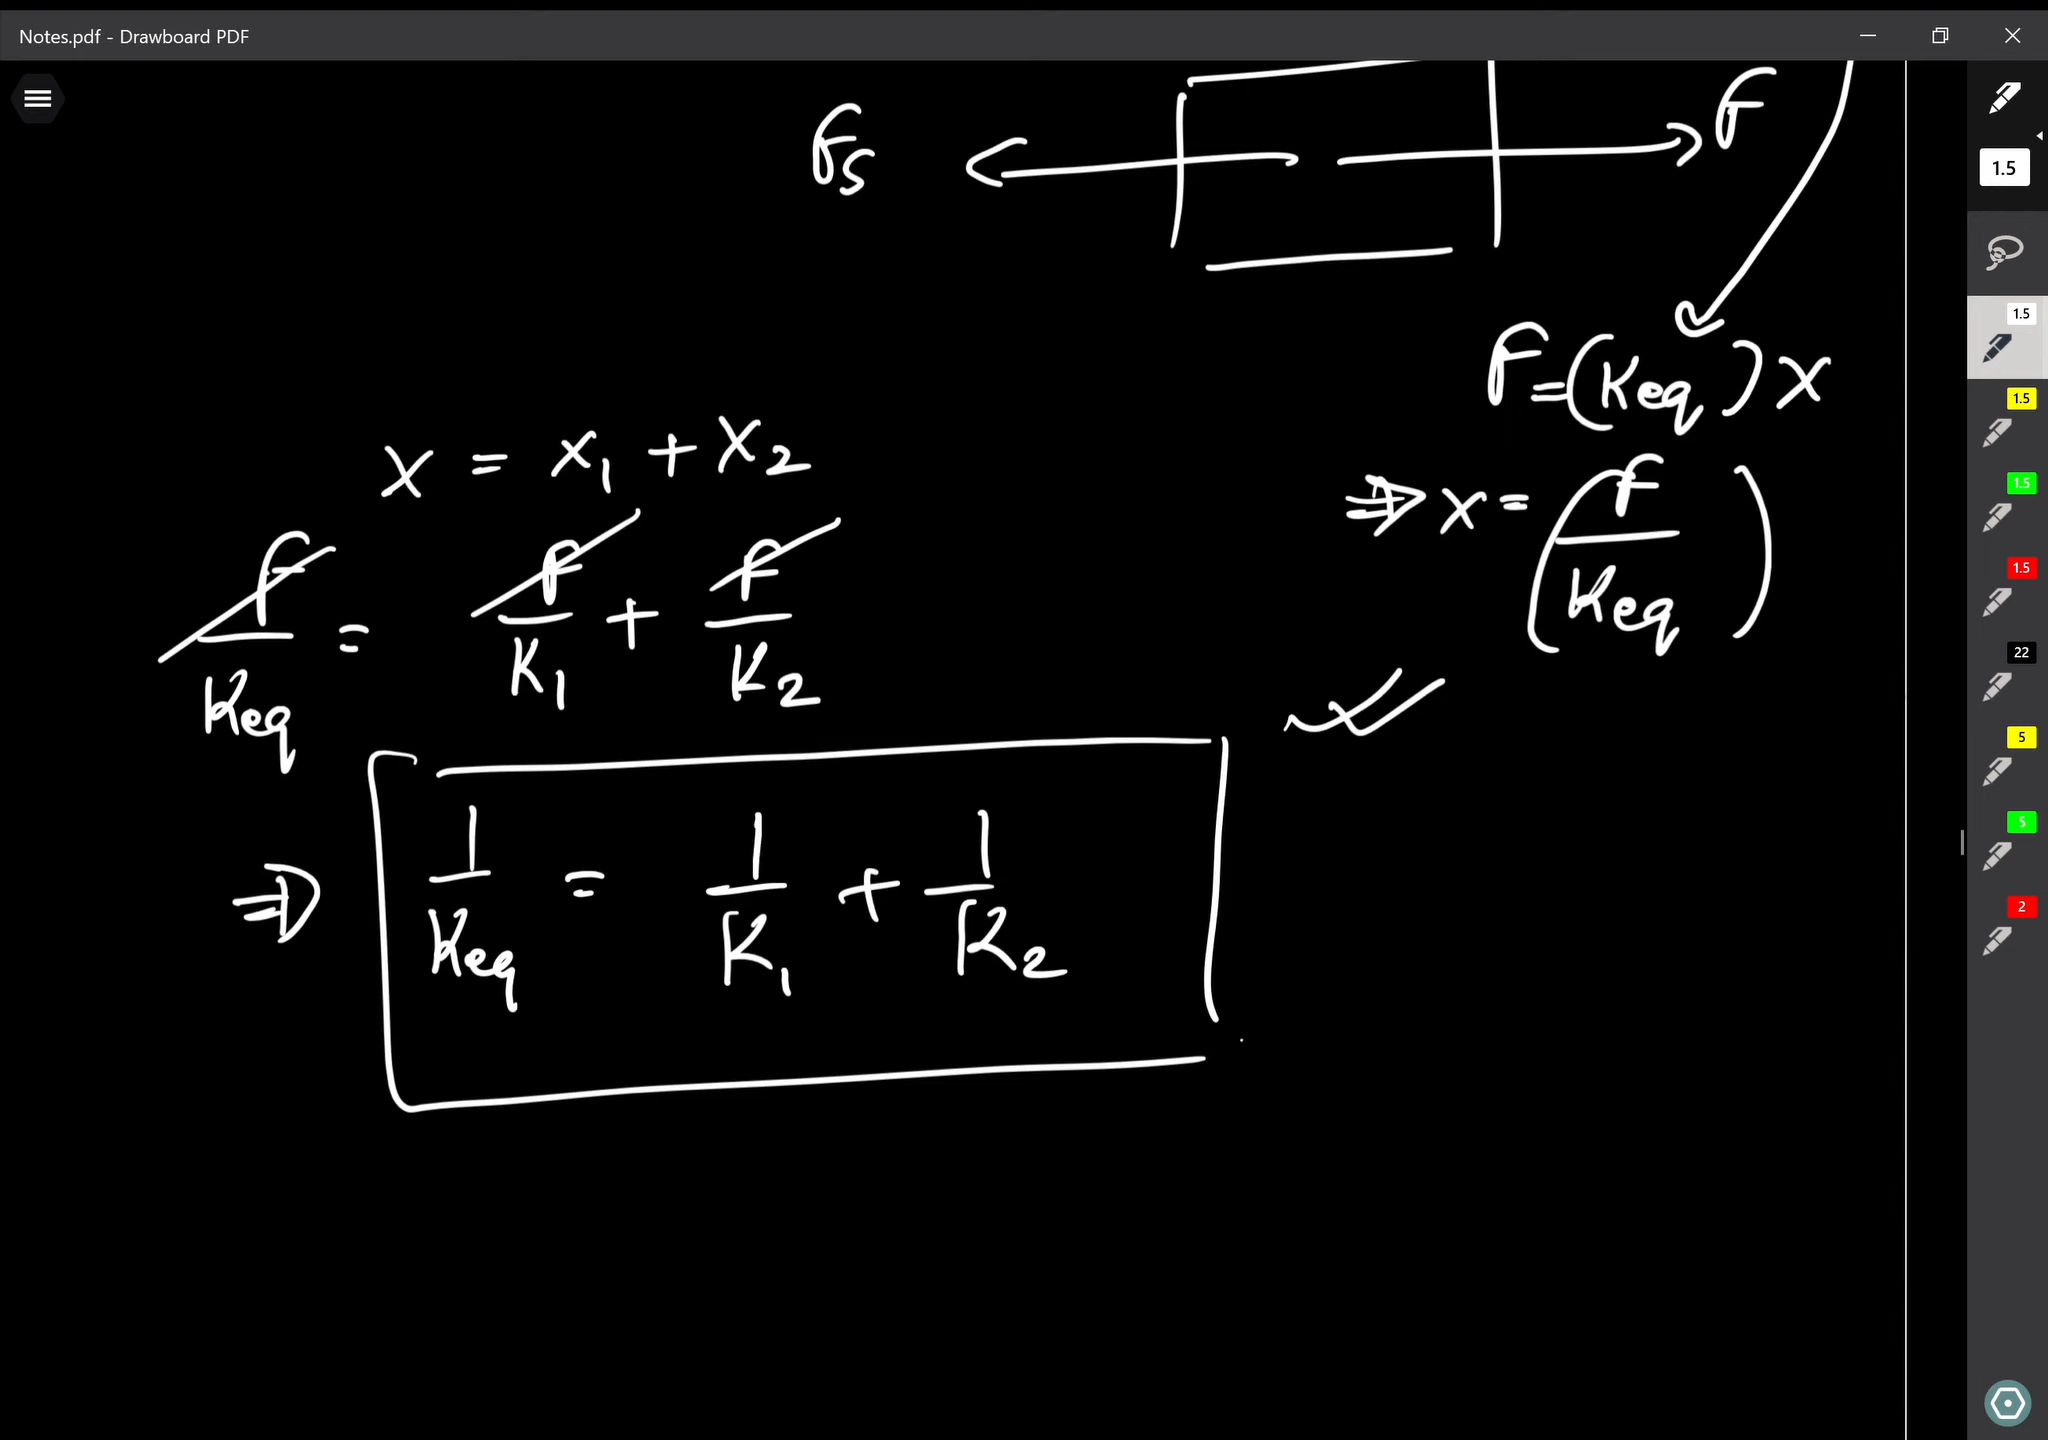 Notes.pdf - Drawboard PDF
Fs F
1.5
F=(Keq)x
x = x1 + x2
⇒ x = (F/Keq)
F/Keq = F/K1 + F/K2
⇒ 1/Keq = 1/K1 + 1/K2
1.5
1.5
1.5
1.5
22
5
5
2